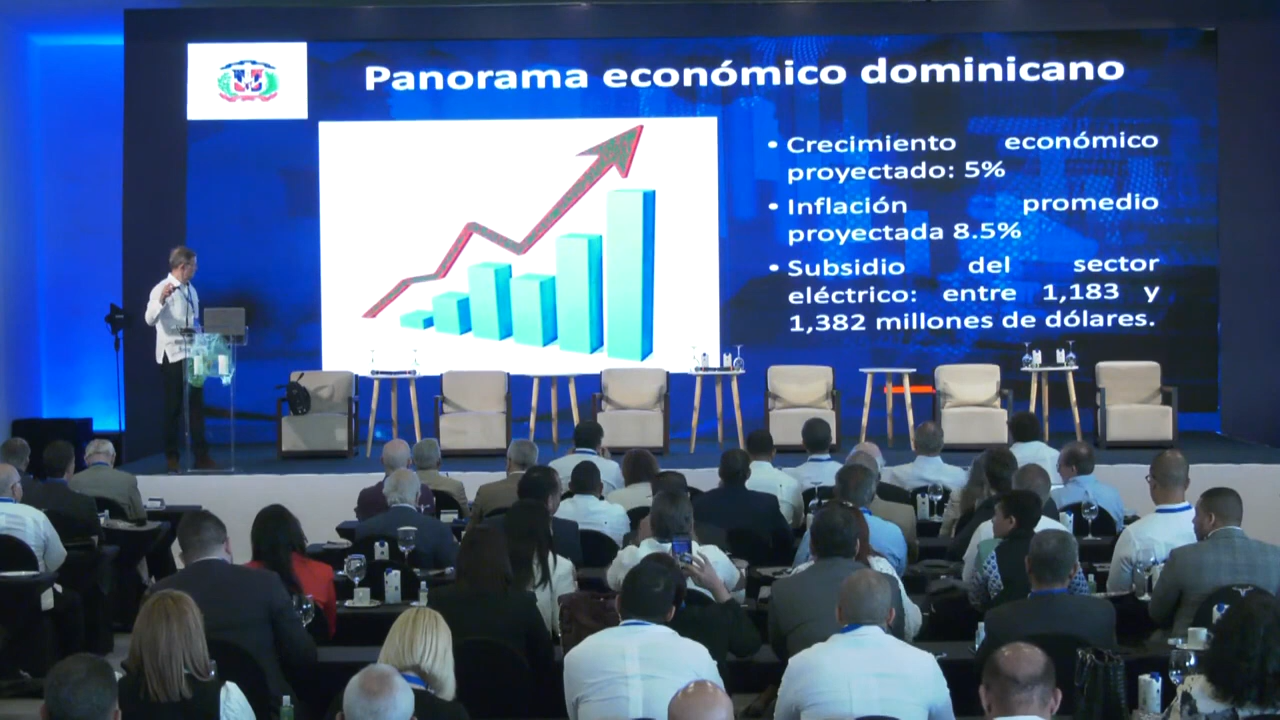 Panorama económico dominicano
• Crecimiento económico
proyectado: 5%
• Inflación promedio
proyectada 8.5%
• Subsidio del sector
eléctrico: entre 1,183 y
1,382 millones de dólares.